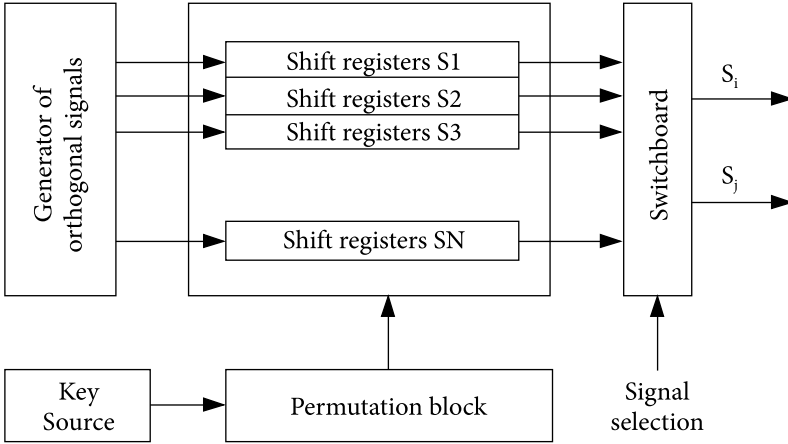 Generator of
orthogonal signals
Shift registers S1
Shift registers S2
Shift registers S3
Shift registers SN
Switchboard
Si
Sj
Key
Source
Permutation block
Signal
selection